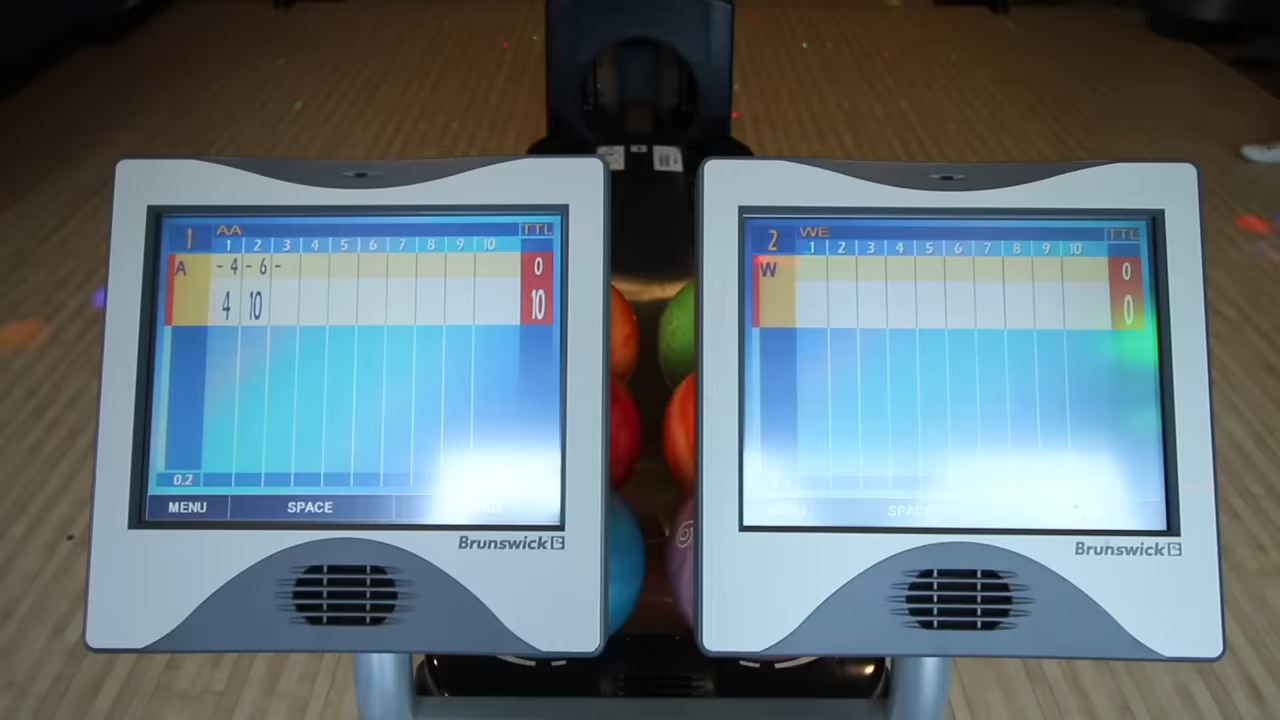 1 AA TTL
1 2 3 4 5 6 7 8 9 10
A - 4 - 6 - 0
4 10 10
0.2
MENU SPACE
Brunswick
2 WE TTL
1 2 3 4 5 6 7 8 9 10
W 0
0
MENU SPACE
Brunswick